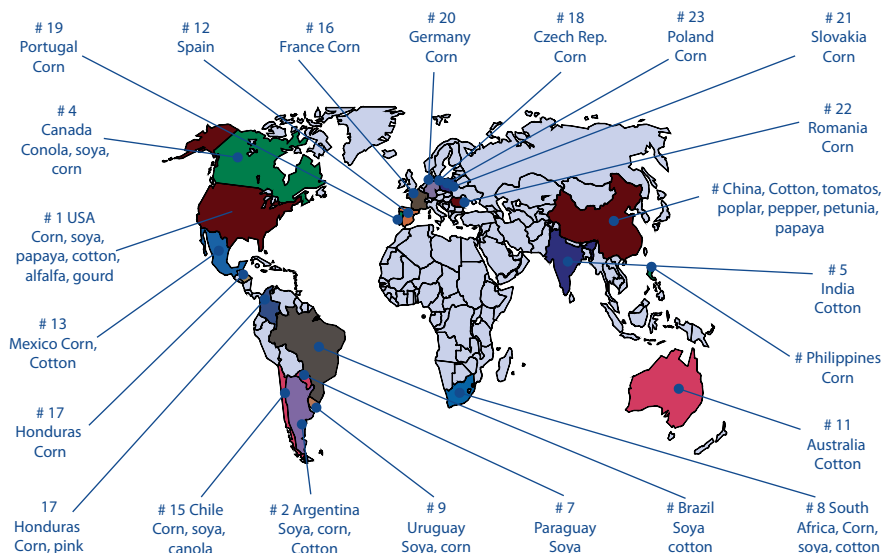 # 19
Portugal
Corn
# 12
Spain
# 16
France Corn
# 20
Germany
Corn
# 18
Czech Rep.
Corn
# 23
Poland
Corn
# 21
Slovakia
Corn
# 4
Canada
Conola, soya,
corn
# 22
Romania
Corn
# 1 USA
Corn, soya,
papaya, cotton,
alfalfa, gourd
# China, Cotton, tomatos,
poplar, pepper, petunia,
papaya
# 5
India
Cotton
# 13
Mexico Corn,
Cotton
# Philippines
Corn
# 17
Honduras
Corn
# 11
Australia
Cotton
17
Honduras
Corn, pink
# 15 Chile
Corn, soya,
canola
# 2 Argentina
Soya, corn,
Cotton
# 9
Uruguay
Soya, corn
# 7
Paraguay
Soya
# Brazil
Soya
cotton
# 8 South
Africa, Corn,
soya, cotton